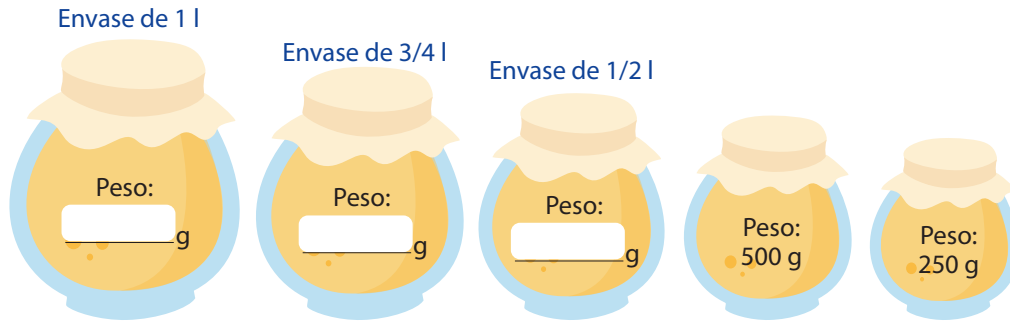 Envase de 1 l
Envase de 3/4 l
Envase de 1/2 l
Peso:
g
Peso:
g
Peso:
g
Peso:
500 g
Peso:
250 g